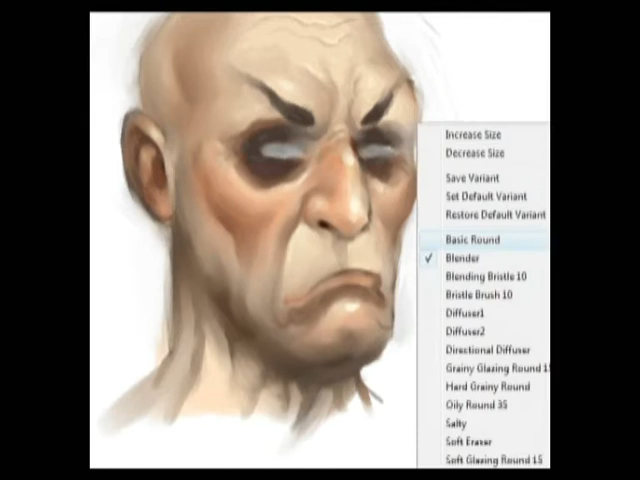 Increase Size
Decrease Size
Save Variant
Set Default Variant
Restore Default Variant
Basic Round
Blender
Blending Bristle 10
Bristle Brush 10
Diffuser1
Diffuser2
Directional Diffuser
Grainy Glazing Round 15
Hard Grainy Round
Oily Round 35
Salty
Soft Eraser
Soft Glazing Round 15